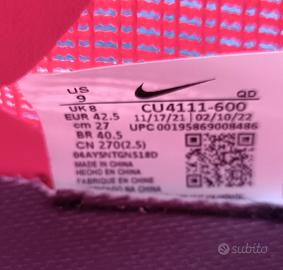 US
9
UK 8
EUR 42.5
cm 27
BR 40.5
CN 270(2.5)
QD
CU4111-600
11/17/21 | 02/10/22
UPC 00195869008486
MADE IN CHINA
HECHO EN CHINA
FABRIQUE EN CHINE
subito